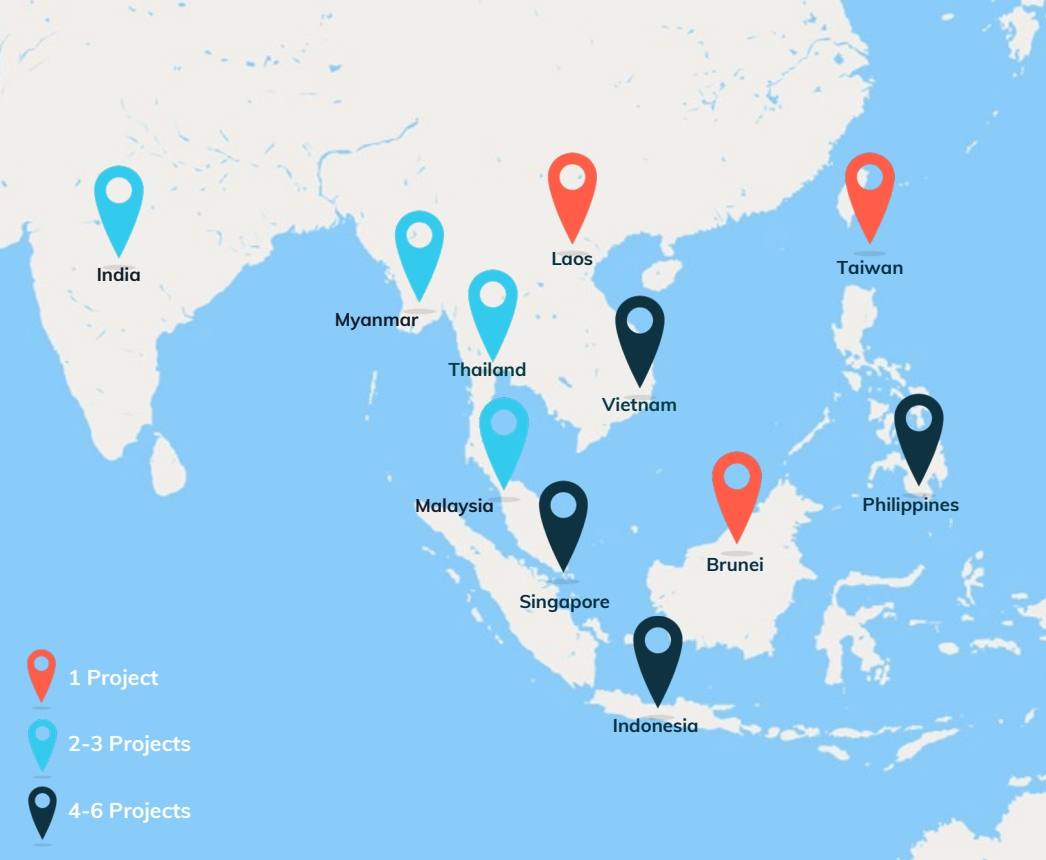 India
Myanmar
Thailand
Laos
Taiwan
Vietnam
Malaysia
Philippines
Brunei
Singapore
Indonesia
1 Project
2-3 Projects
4-6 Projects